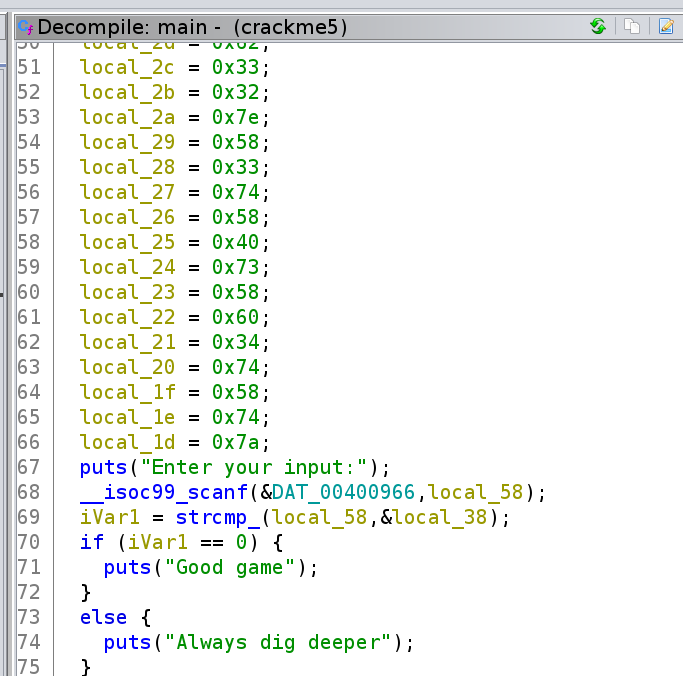 Decompile: main - (crackme5)
50 local_2d = 0x62;
51 local_2c = 0x33;
52 local_2b = 0x32;
53 local_2a = 0x7e;
54 local_29 = 0x58;
55 local_28 = 0x33;
56 local_27 = 0x74;
57 local_26 = 0x58;
58 local_25 = 0x40;
59 local_24 = 0x73;
60 local_23 = 0x58;
61 local_22 = 0x60;
62 local_21 = 0x34;
63 local_20 = 0x74;
64 local_1f = 0x58;
65 local_1e = 0x74;
66 local_1d = 0x7a;
67 puts("Enter your input:");
68 __isoc99_scanf(&DAT_00400966,local_58);
69 iVar1 = strcmp_(local_58,&local_38);
70 if (iVar1 == 0) {
71 puts("Good game");
72 }
73 else {
74 puts("Always dig deeper");
75 }